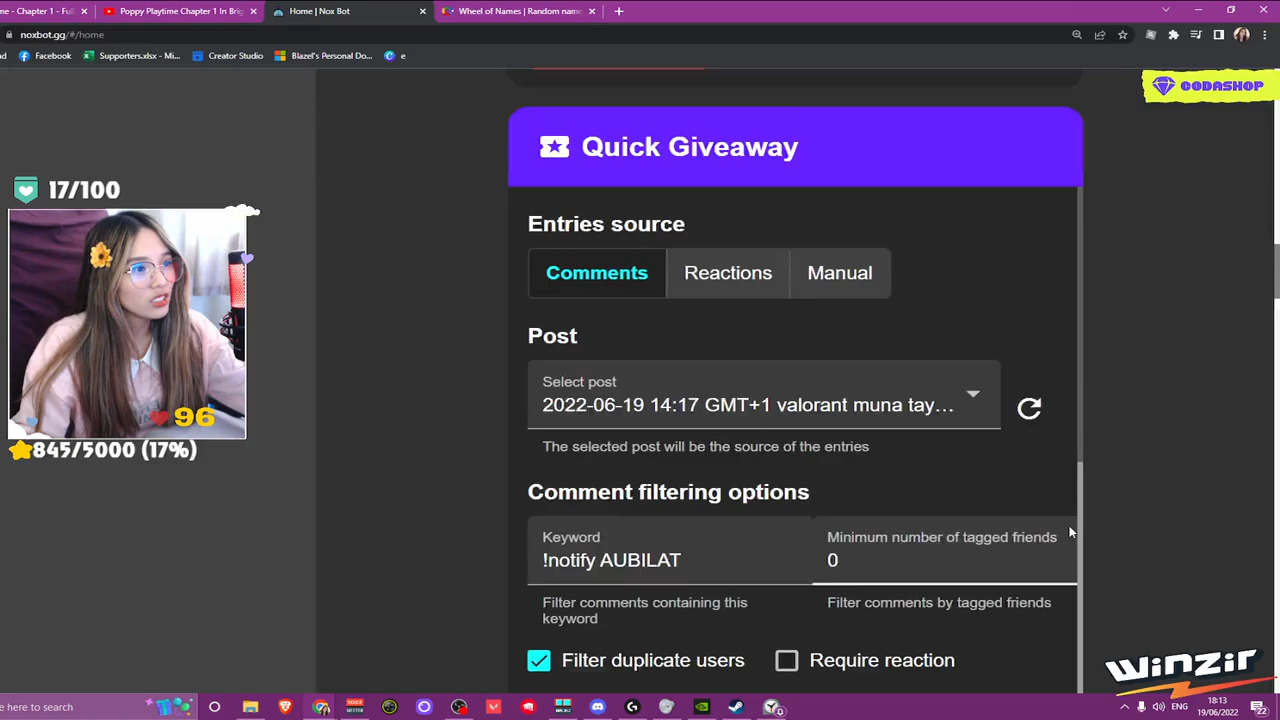 me - Chapter 1 - Full
Poppy Playtime Chapter 1 In Brig
Home | Nox Bot
Wheel of Names | Random name
noxbot.gg/#/home
ad
Facebook
Supporters.xlsx - Mi...
Creator Studio
Blazel's Personal Do...
e
CODASHOP
Quick Giveaway
17/100
Entries source
Comments
Reactions
Manual
Post
Select post
2022-06-19 14:17 GMT+1 valorant muna tay...
96
845/5000 (17%)
The selected post will be the source of the entries
Comment filtering options
Keyword
Minimum number of tagged friends
!notify AUBILAT
0
Filter comments containing this
keyword
Filter comments by tagged friends
Filter duplicate users
Require reaction
WINZIR
here to search
ENG
18:13
19/06/2022
22